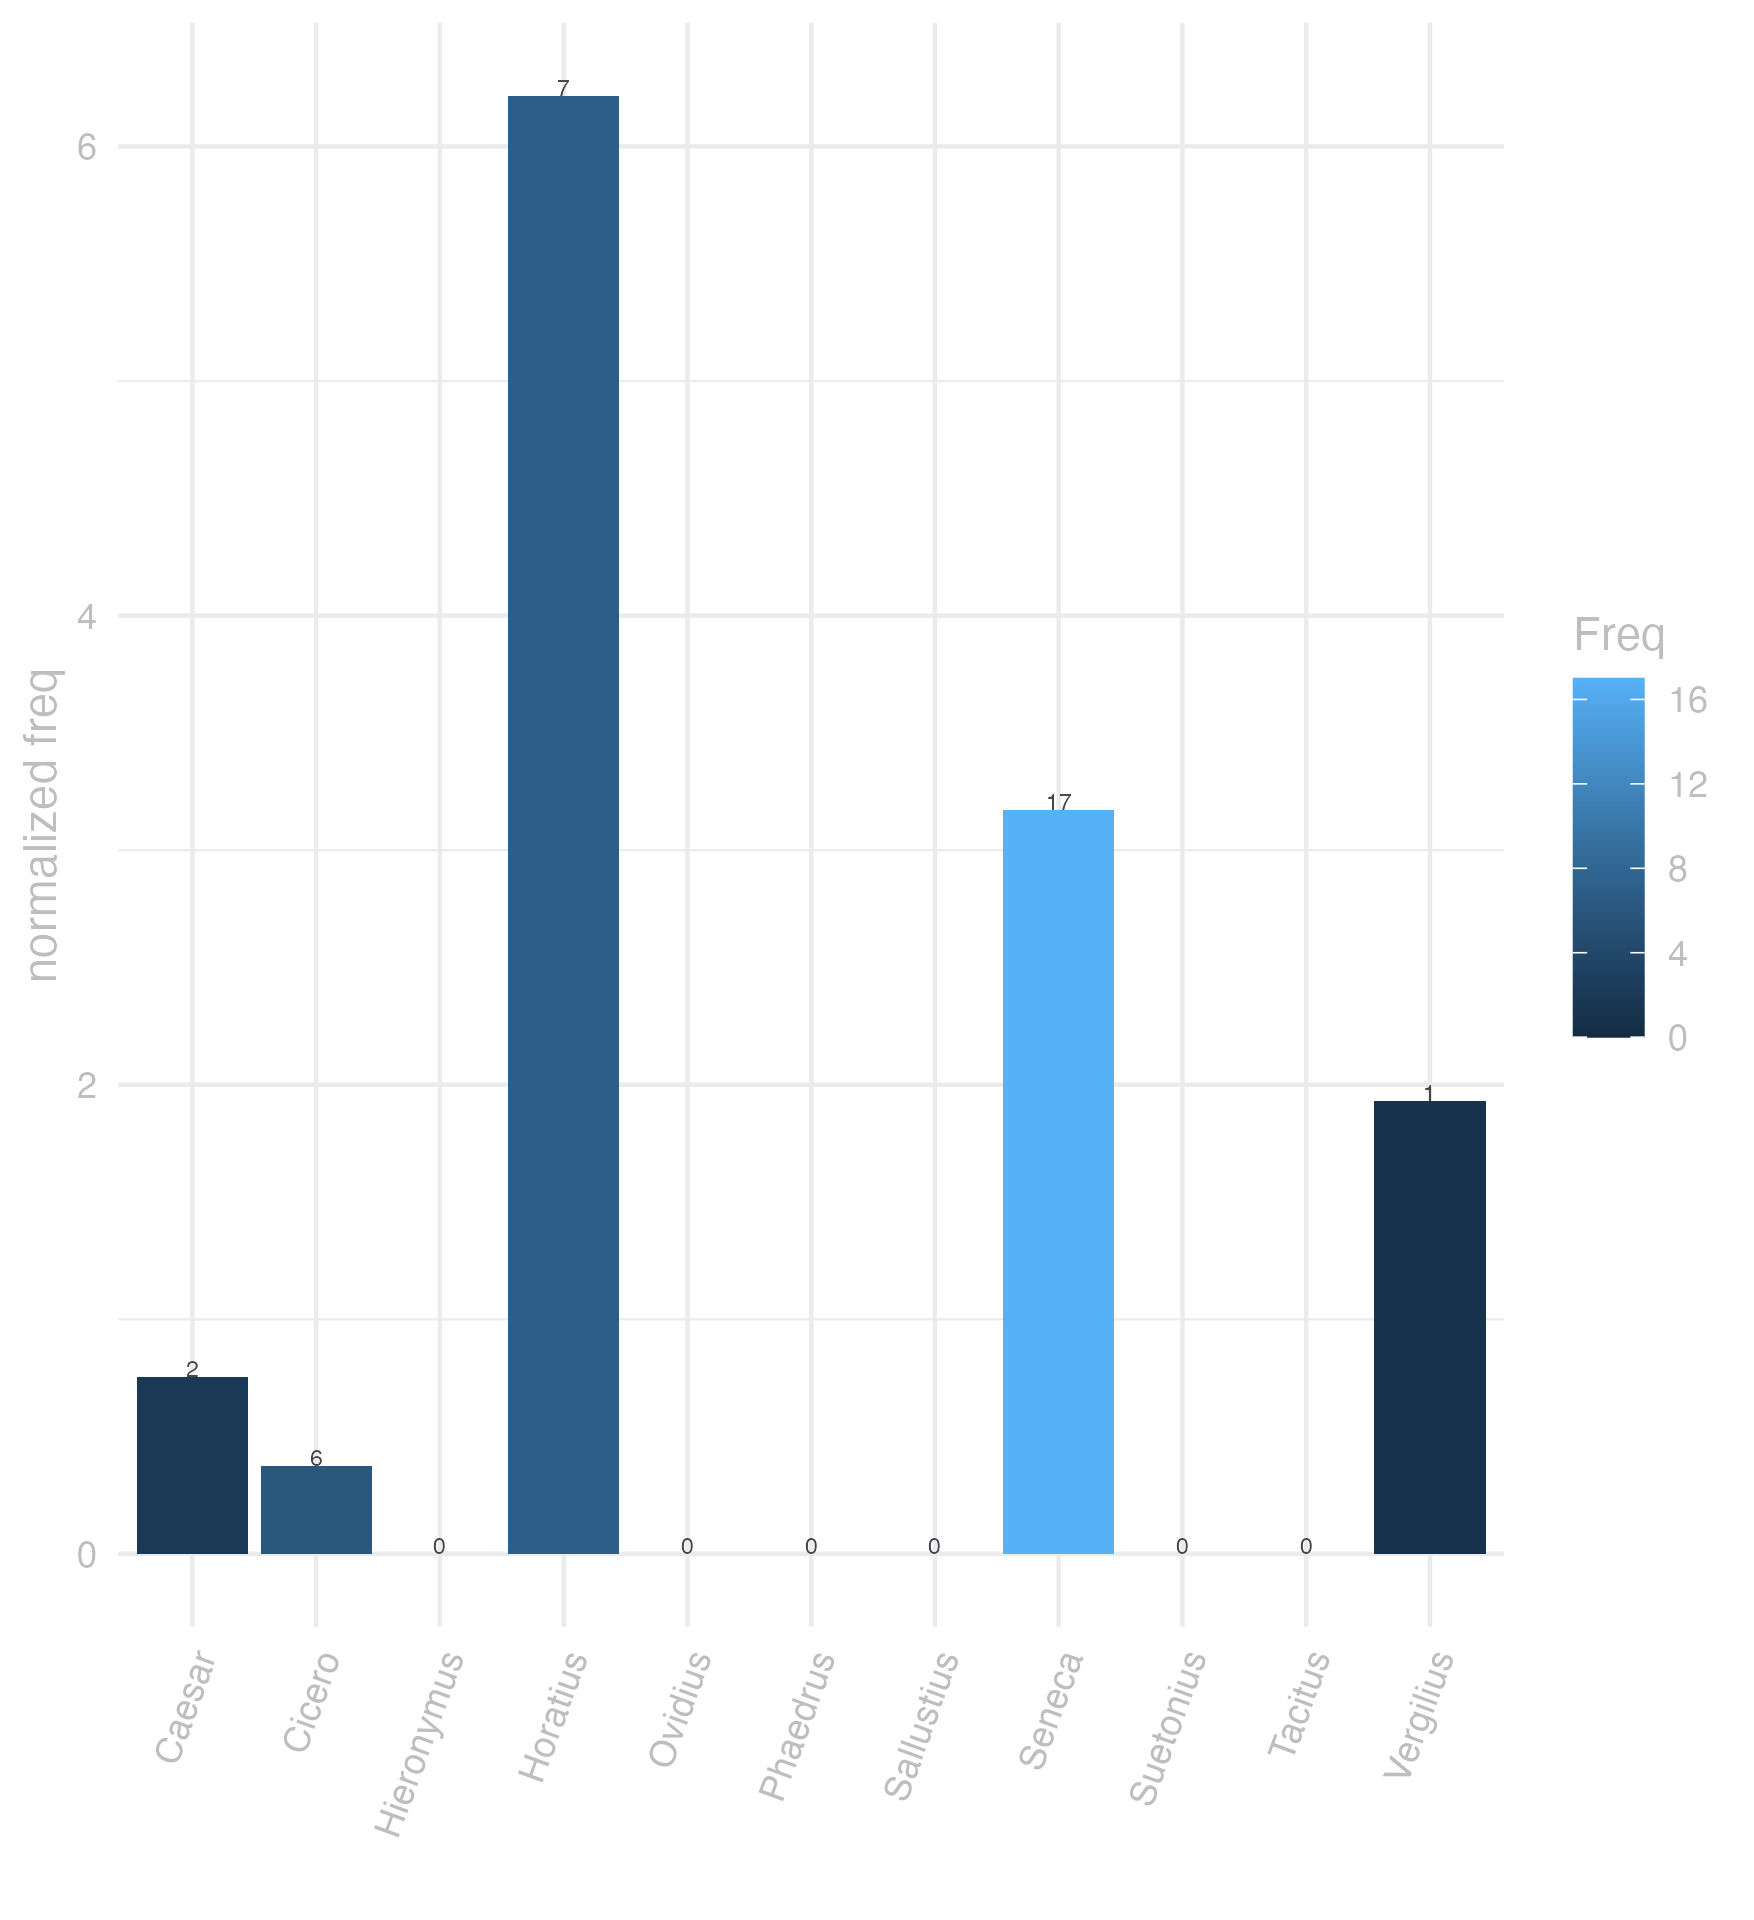 normalized freq
6
4
2
0
2
6
0
7
0
0
0
17
0
0
1
Caesar
Cicero
Hieronymus
Horatius
Ovidius
Phaedrus
Sallustius
Seneca
Suetonius
Tacitus
Vergilius
Freq
16
12
8
4
0